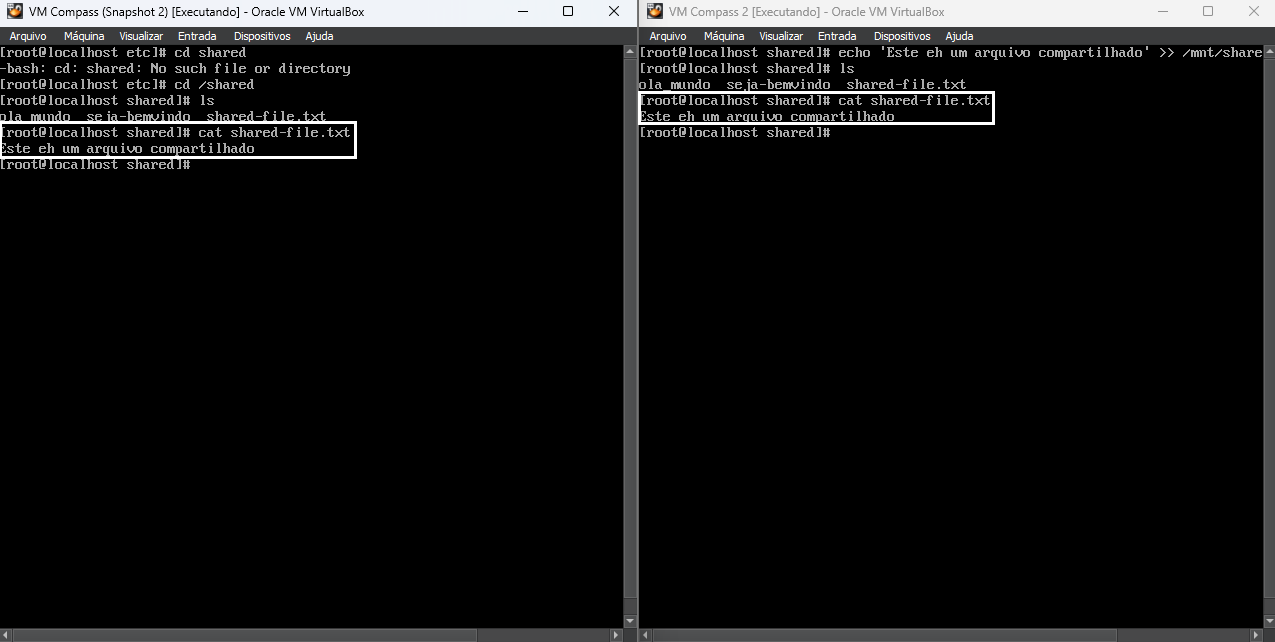 VM Compass (Snapshot 2) [Executando] - Oracle VM VirtualBox
Arquivo Máquina Visualizar Entrada Dispositivos Ajuda
[root@localhost etc]# cd shared
-bash: cd: shared: No such file or directory
[root@localhost etc]# cd /shared
[root@localhost shared]# ls
ola_mundo seja-bemvindo shared-file.txt
[root@localhost shared]# cat shared-file.txt
Este eh um arquivo compartilhado
[root@localhost shared]#
VM Compass 2 [Executando] - Oracle VM VirtualBox
Arquivo Máquina Visualizar Entrada Dispositivos Ajuda
[root@localhost shared]# echo 'Este eh um arquivo compartilhado' >> /mnt/share
[root@localhost shared]# ls
ola_mundo seja-bemvindo shared-file.txt
[root@localhost shared]# cat shared-file.txt
Este eh um arquivo compartilhado
[root@localhost shared]#